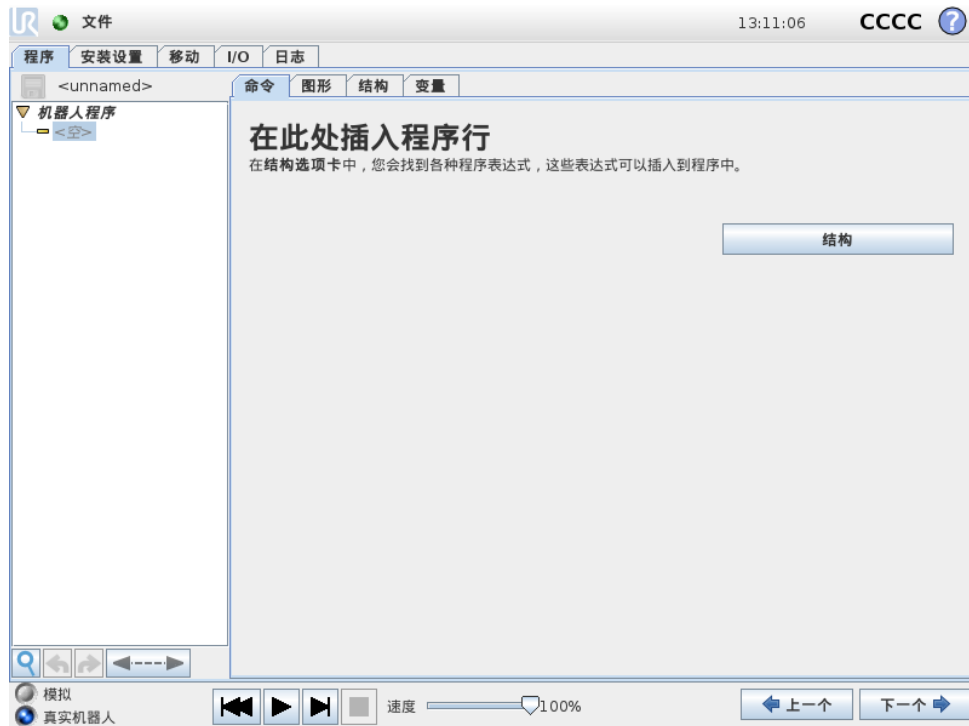 UR 文件 13:11:06 CCCC ?
程序 安装设置 移动 I/O 日志
<unnamed>
命令 图形 结构 变量
机器人程序
<空>
在此处插入程序行
在结构选项卡中，您会找到各种程序表达式，这些表达式可以插入到程序中。
结构
模拟
真实机器人
速度 100%
上一个 下一个